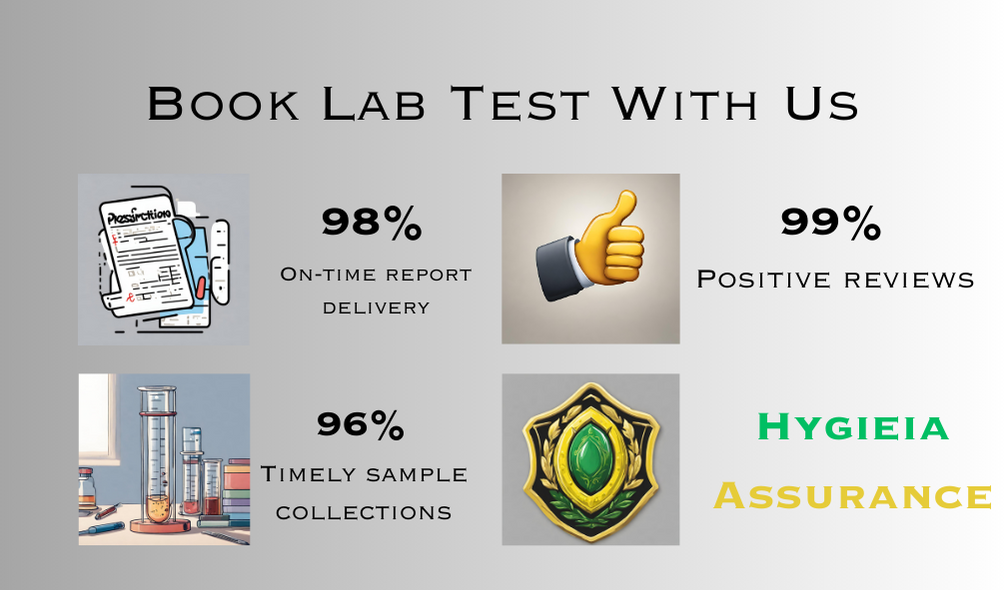 Book Lab Test With Us
98%
On-time report
delivery
99%
Positive reviews
96%
Timely sample
collections
Hygieia
Assurance